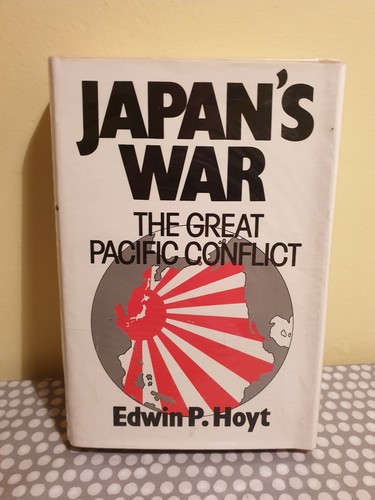 JAPAN'S
WAR
THE GREAT
PACIFIC CONFLICT
Edwin P. Hoyt